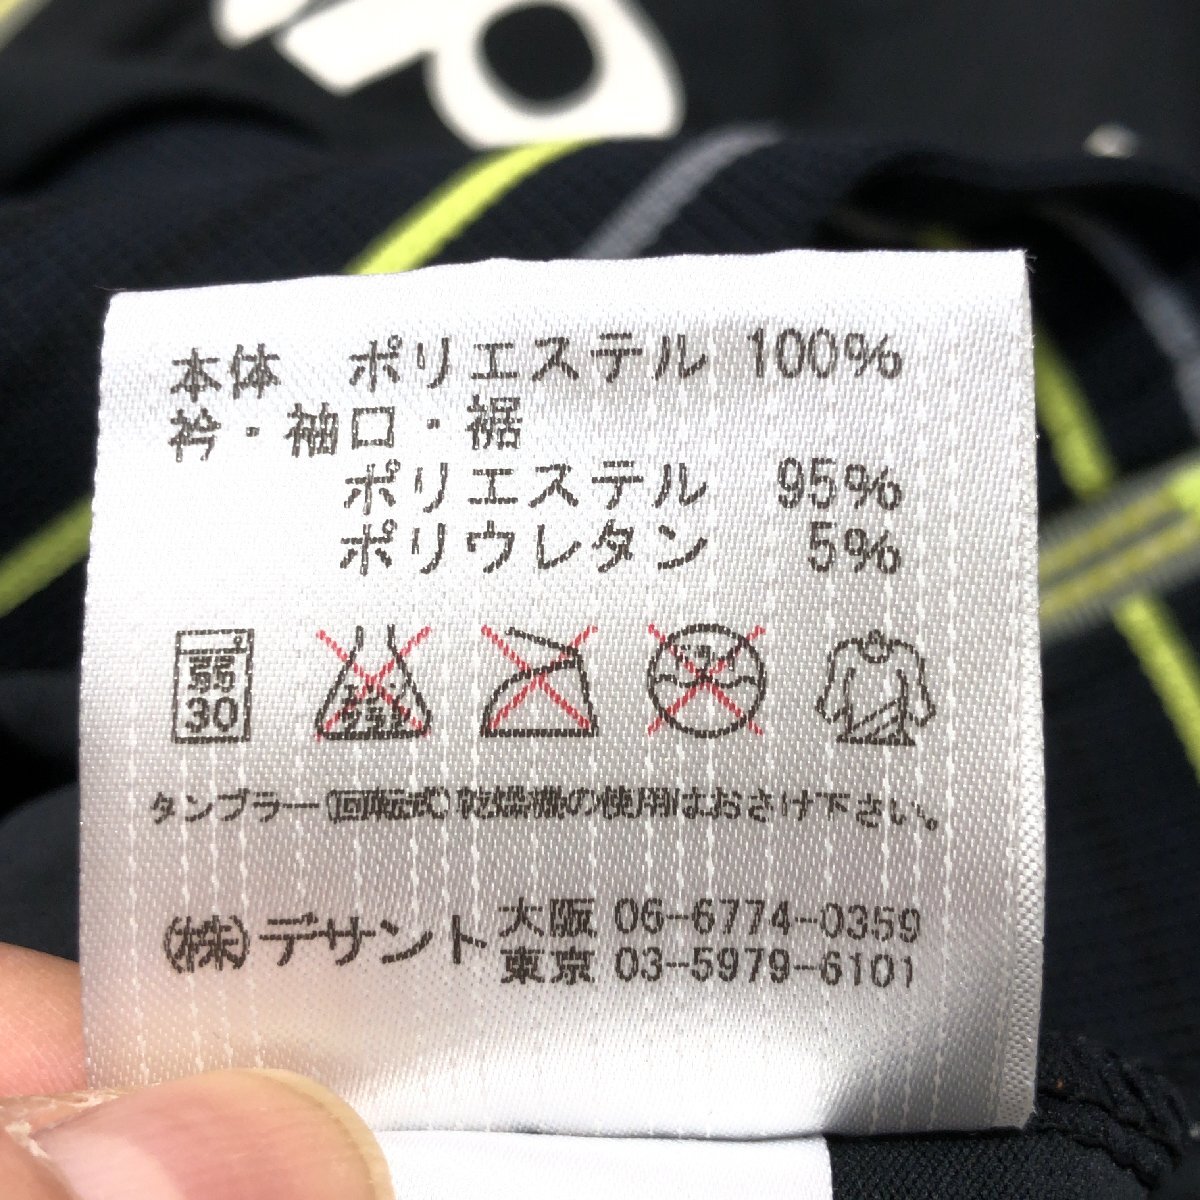 本体 ポリエステル 100%
衿・袖口・裾
ポリエステル 95%
ポリウレタン 5%
弱
30
タンブラー(回転式)乾燥機の使用はおさけ下さい。
(株)デサント 大阪 06-6774-0359
東京 03-5979-6101